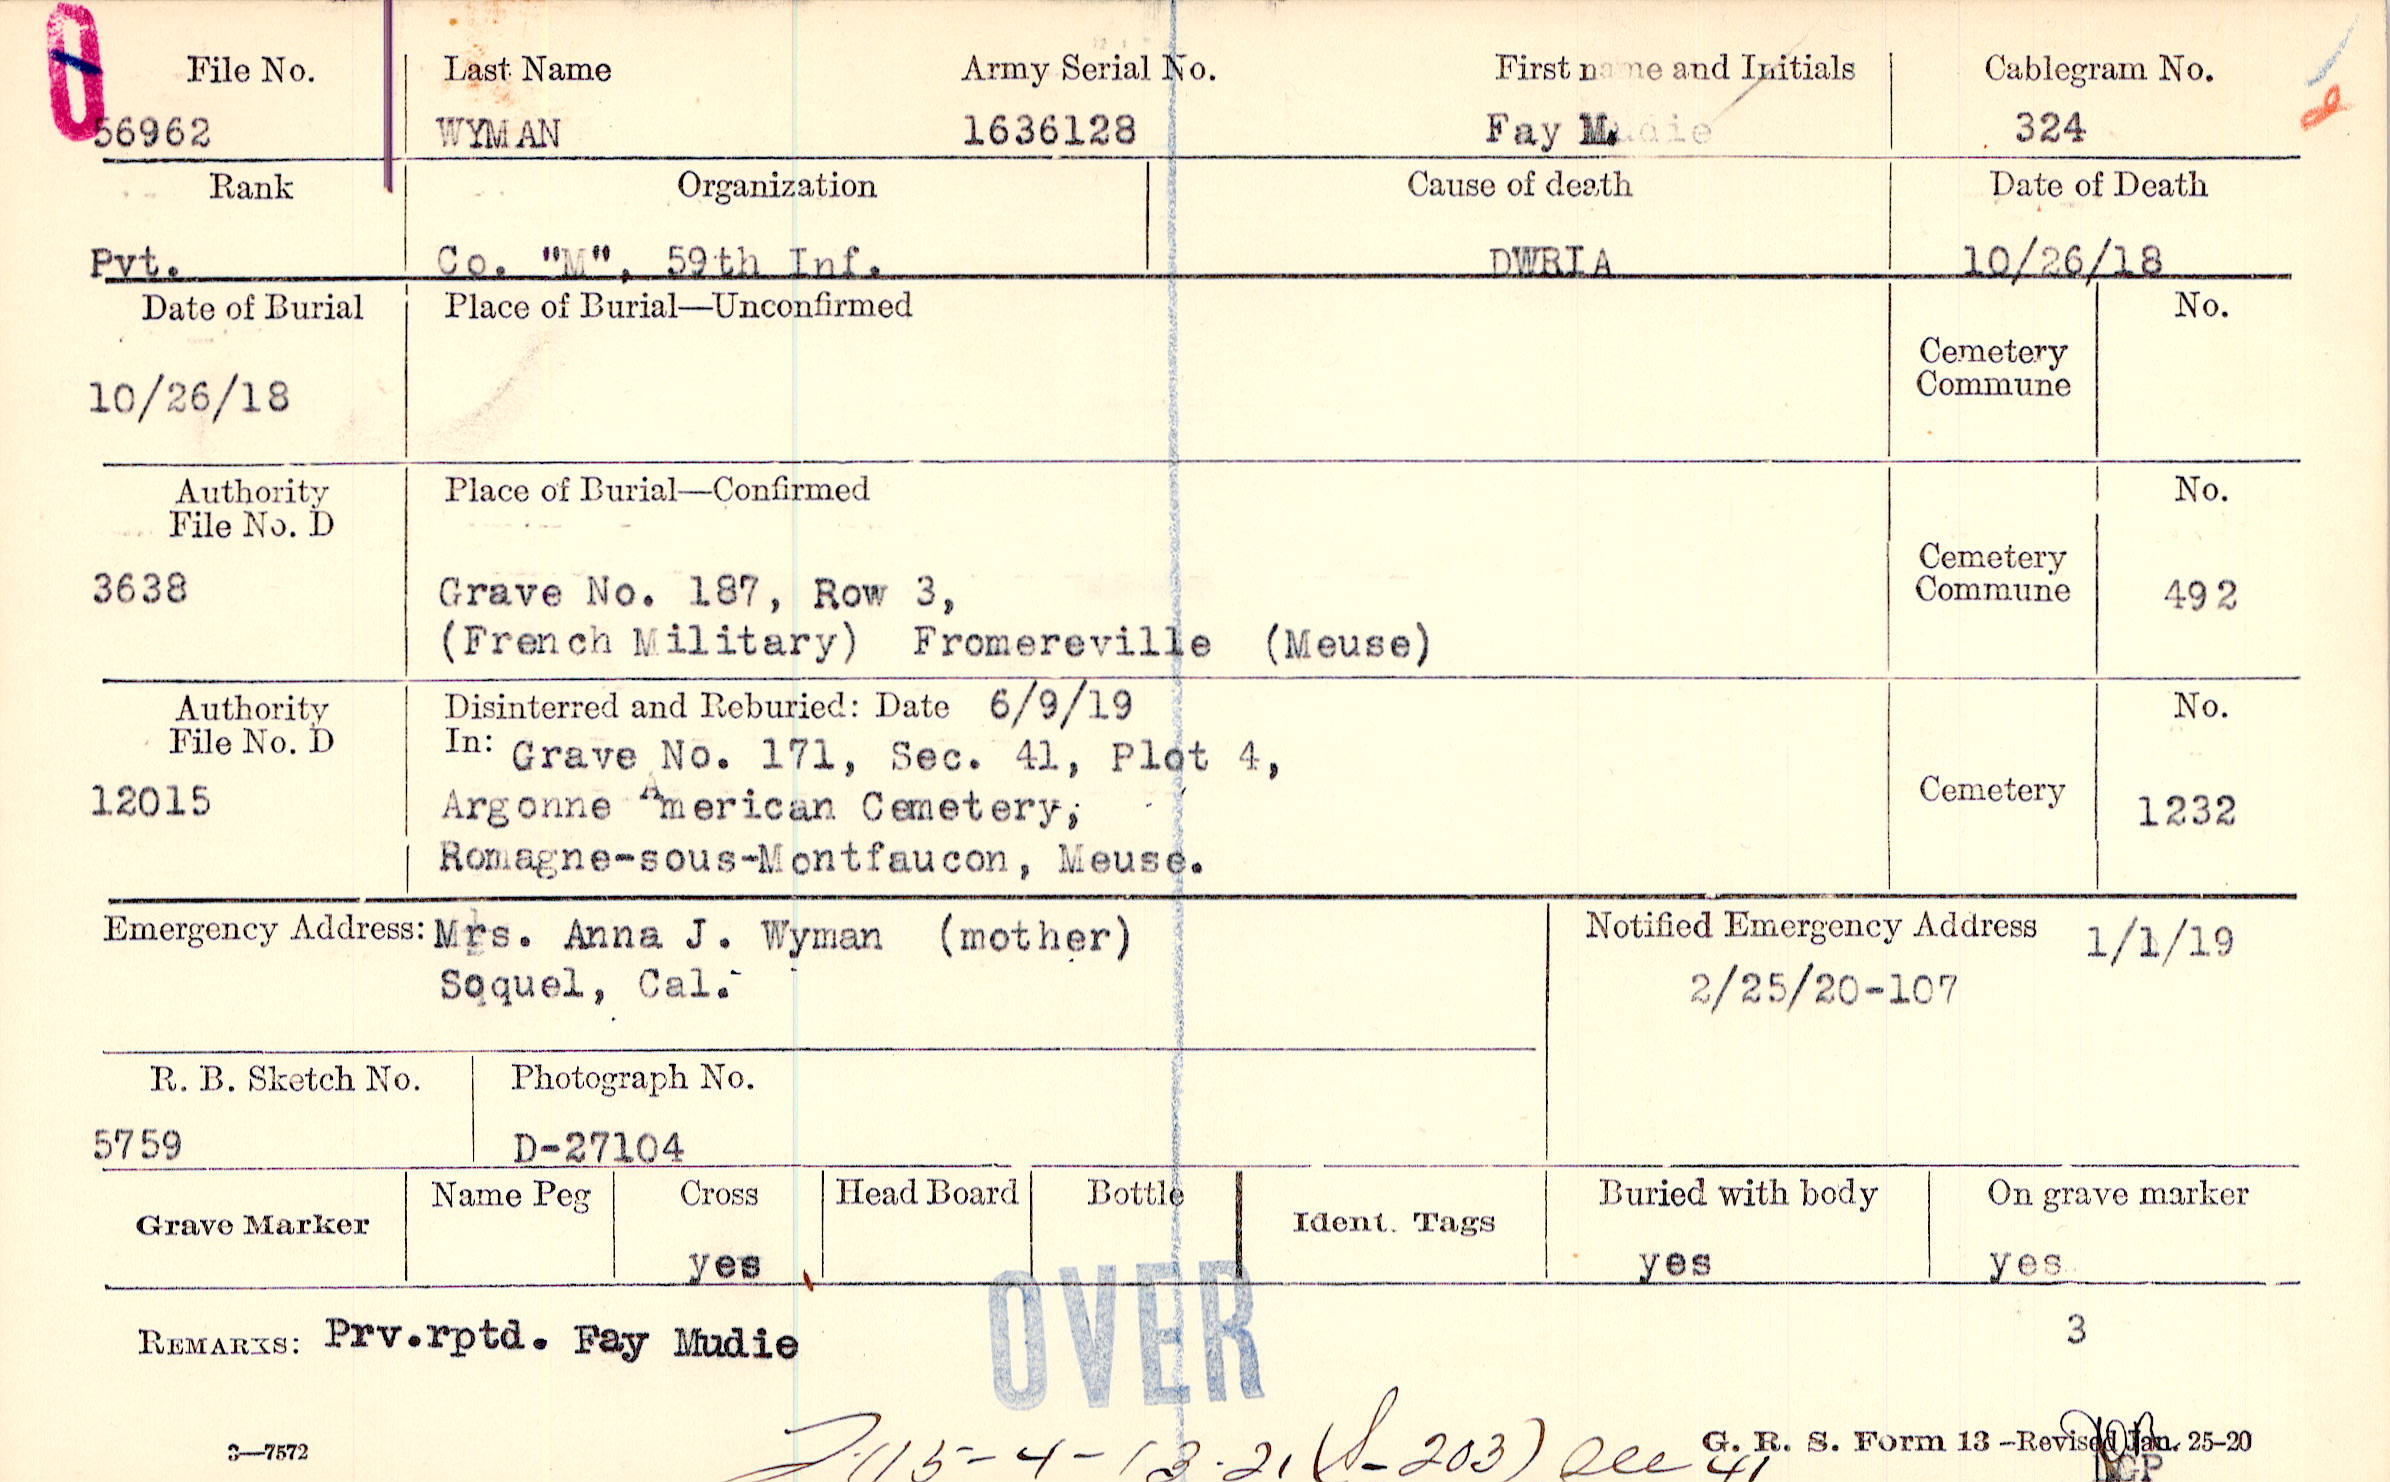 File No. Last Name Army Serial No. First name and Initials Cablegram No.
56962 WYMAN 1636128 Fay M. 324
Rank Organization Cause of death Date of Death
Pvt. Co. "M", 59th Inf. DWRIA 10/26/18
Date of Burial Place of Burial—Unconfirmed No.
Cemetery
Commune
10/26/18
Authority Place of Burial—Confirmed No.
File No. D
Cemetery
Commune
3638 Grave No. 187, Row 3, 492
(French Military) Fromereville (Meuse)
Authority Disinterred and Reburied: Date 6/9/19 No.
File No. D In: Grave No. 171, Sec. 41, Plot 4,
12015 Argonne American Cemetery; Cemetery 1232
Romagne-sous-Montfaucon, Meuse.
Emergency Address: Mrs. Anna J. Wyman (mother) Notified Emergency Address 1/1/19
Soquel, Cal. 2/25/20-107
R. B. Sketch No. Photograph No.
5759 D-27104
Grave Marker Name Peg Cross Head Board Bottle Ident. Tags Buried with body On grave marker
yes yes yes
OVER
REMARKS: Prv.rptd. Fay Mudie 3
3—7572 G. R. S. Form 13 -Revised Jan. 25-20